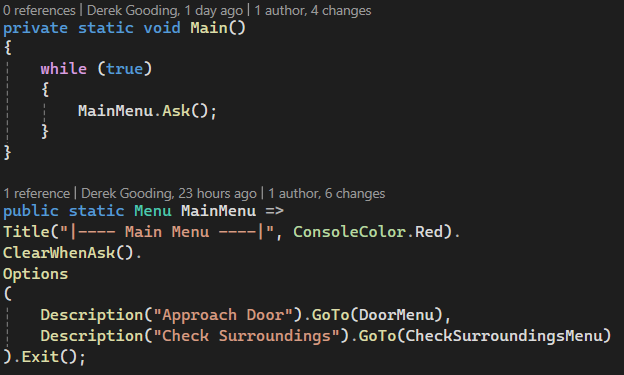 0 references | Derek Gooding, 1 day ago | 1 author, 4 changes
private static void Main()
{
    while (true)
    {
        MainMenu.Ask();
    }
}
1 reference | Derek Gooding, 23 hours ago | 1 author, 6 changes
public static Menu MainMenu =>
Title("|---- Main Menu ----|", ConsoleColor.Red).
ClearWhenAsk().
Options
(
    Description("Approach Door").GoTo(DoorMenu),
    Description("Check Surroundings").GoTo(CheckSurroundingsMenu)
).Exit();